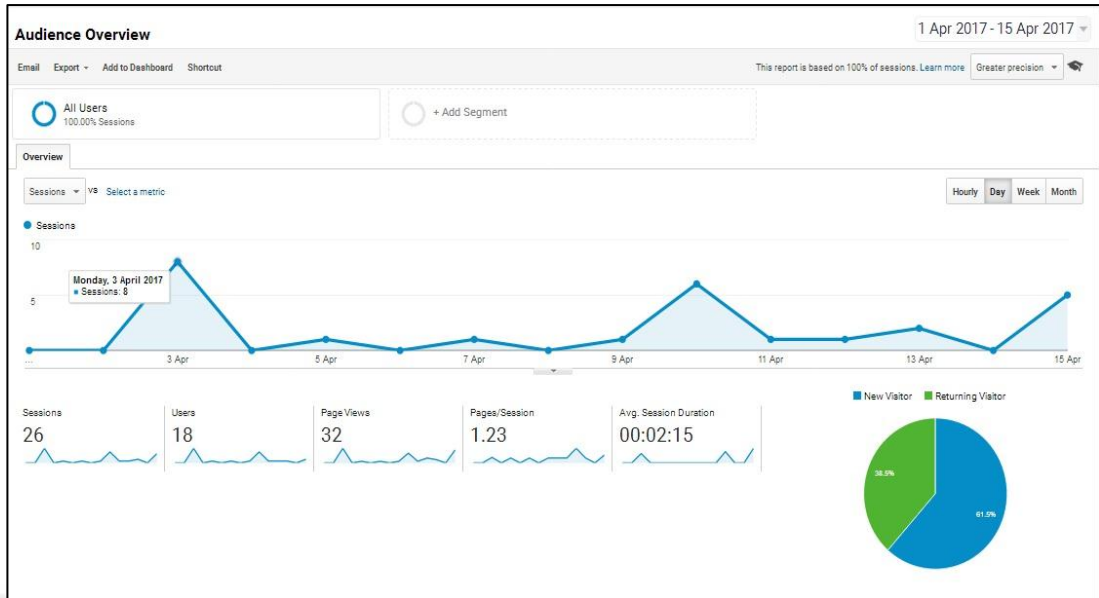 Audience Overview
1 Apr 2017 - 15 Apr 2017
Email Export Add to Dashboard Shortcut
This report is based on 100% of sessions. Learn more Greater precision
All Users
100.00% Sessions
+ Add Segment
Overview
Sessions VS Select a metric
Hourly Day Week Month
Sessions
10
5
Monday, 3 April 2017
Sessions: 8
... 3 Apr 5 Apr 7 Apr 9 Apr 11 Apr 13 Apr 15 Apr
Sessions
26
Users
18
Page Views
32
Pages/Session
1.23
Avg. Session Duration
00:02:15
New Visitor Returning Visitor
38.5%
61.5%